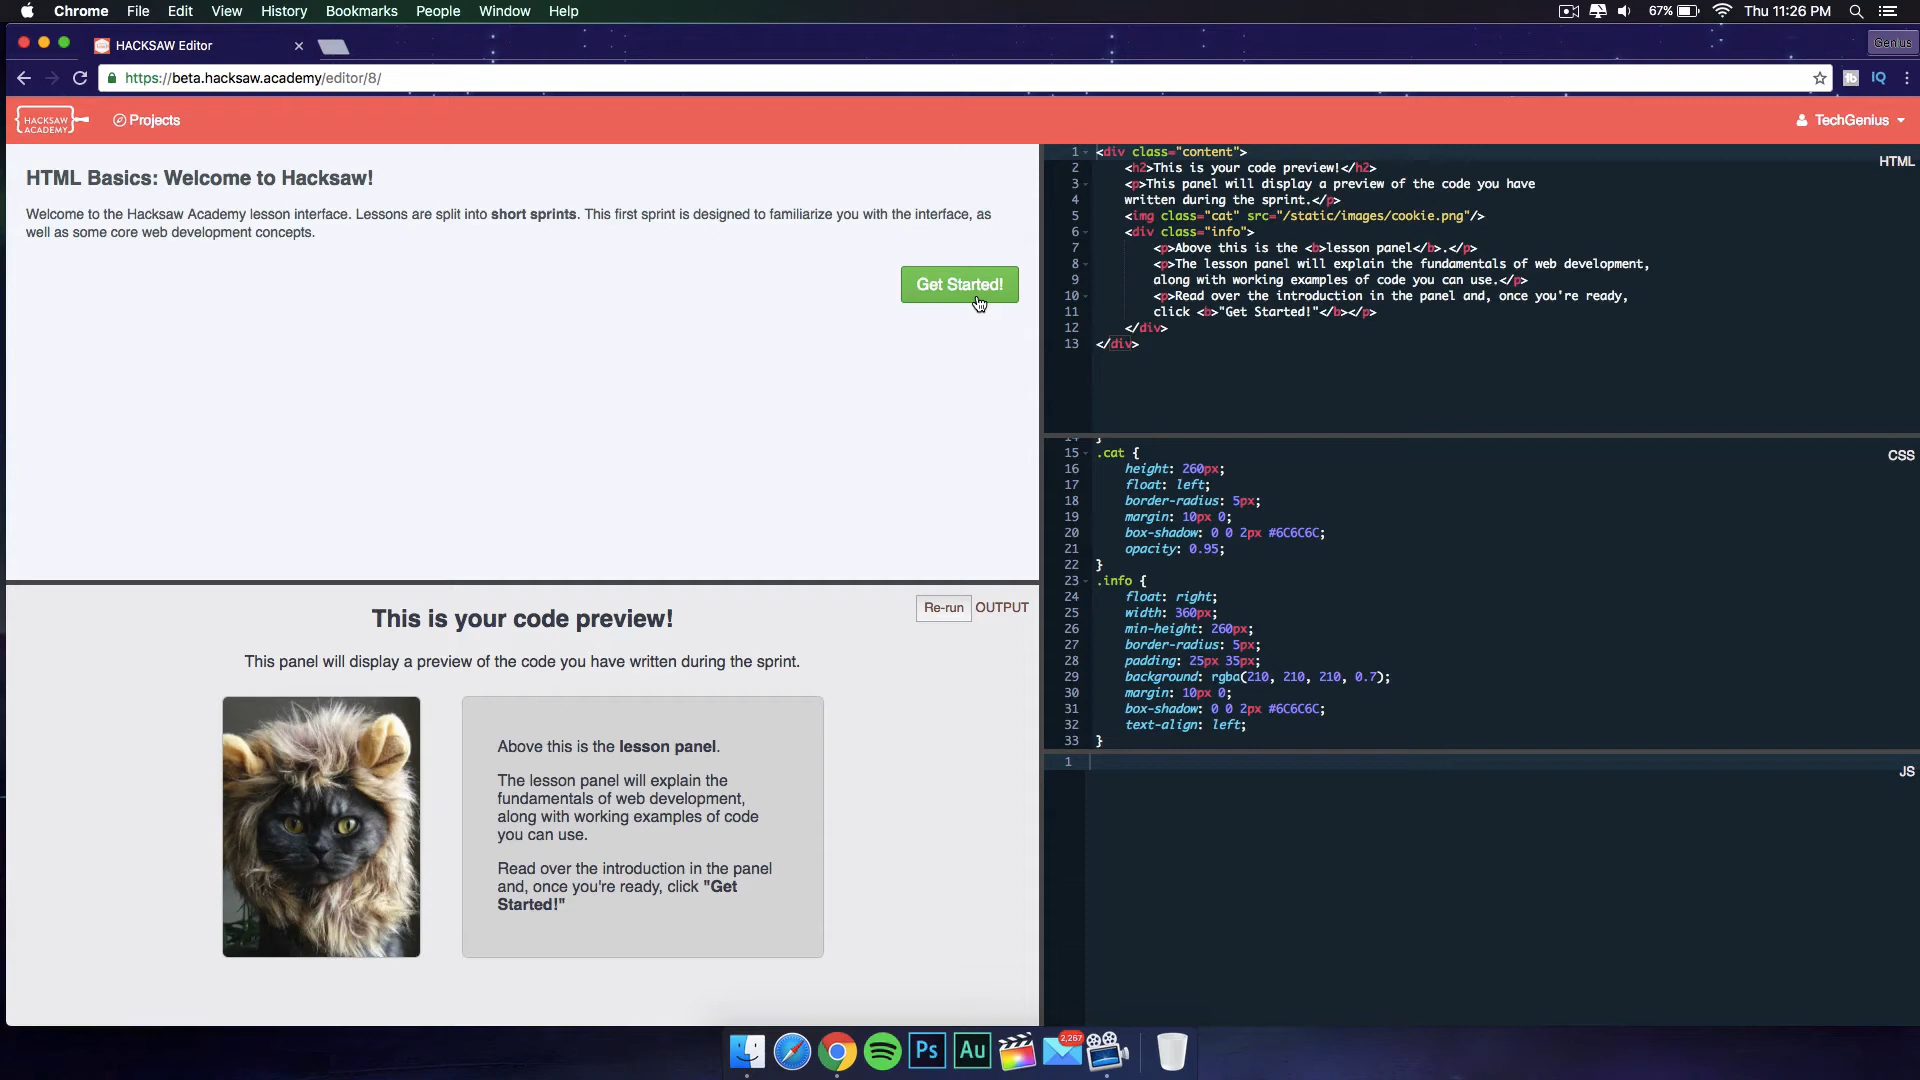 Chrome File Edit View History Bookmarks People Window Help
67% Thu 11:26 PM
HACKSAW Editor
Genius
https://beta.hacksaw.academy/editor/8/
IQ
HACKSAW
ACADEMY
Projects
TechGenius
HTML Basics: Welcome to Hacksaw!
Welcome to the Hacksaw Academy lesson interface. Lessons are split into short sprints. This first sprint is designed to familiarize you with the interface, as
well as some core web development concepts.
Get Started!
Re-run OUTPUT
This is your code preview!
This panel will display a preview of the code you have written during the sprint.
Above this is the lesson panel.
The lesson panel will explain the
fundamentals of web development,
along with working examples of code
you can use.
Read over the introduction in the panel
and, once you're ready, click "Get
Started!"
HTML
1 <div class="content">
2 <h2>This is your code preview!</h2>
3 <p>This panel will display a preview of the code you have
4 written during the sprint.</p>
5 <img class="cat" src="/static/images/cookie.png"/>
6 <div class="info">
7 <p>Above this is the <b>lesson panel</b>.</p>
8 <p>The lesson panel will explain the fundamentals of web development,
9 along with working examples of code you can use.</p>
10 <p>Read over the introduction in the panel and, once you're ready,
11 click <b>"Get Started!"</b></p>
12 </div>
13 </div>
CSS
14 }
15 .cat {
16 height: 260px;
17 float: left;
18 border-radius: 5px;
19 margin: 10px 0;
20 box-shadow: 0 0 2px #6C6C6C;
21 opacity: 0.95;
22 }
23 .info {
24 float: right;
25 width: 360px;
26 min-height: 260px;
27 border-radius: 5px;
28 padding: 25px 35px;
29 background: rgba(210, 210, 210, 0.7);
30 margin: 10px 0;
31 box-shadow: 0 0 2px #6C6C6C;
32 text-align: left;
33 }
1
JS
Ps
Au
2,267